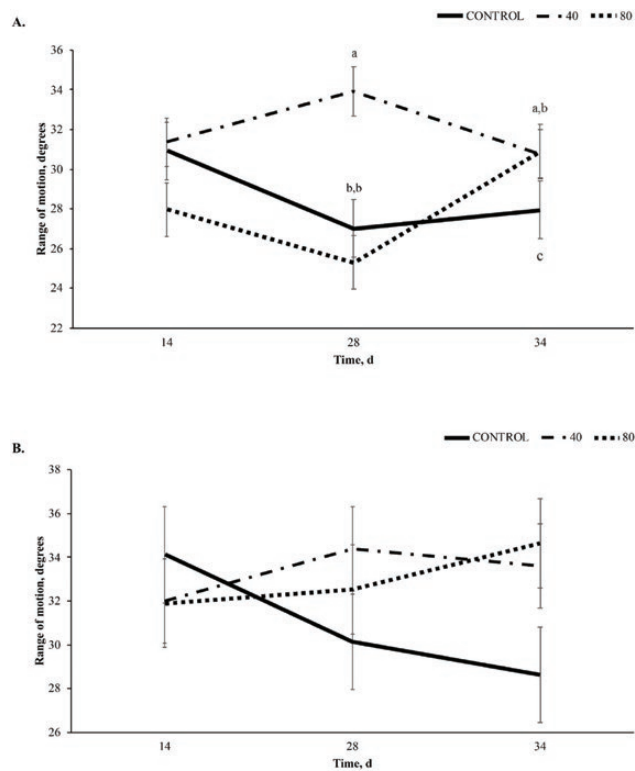 A.
CONTROL 40 80
36
34
32
30
28
26
24
22
Range of motion, degrees
a
b,b
a,b
c
14 28 34
Time, d
B.
CONTROL 40 80
38
36
34
32
30
28
26
Range of motion, degrees
14 28 34
Time, d